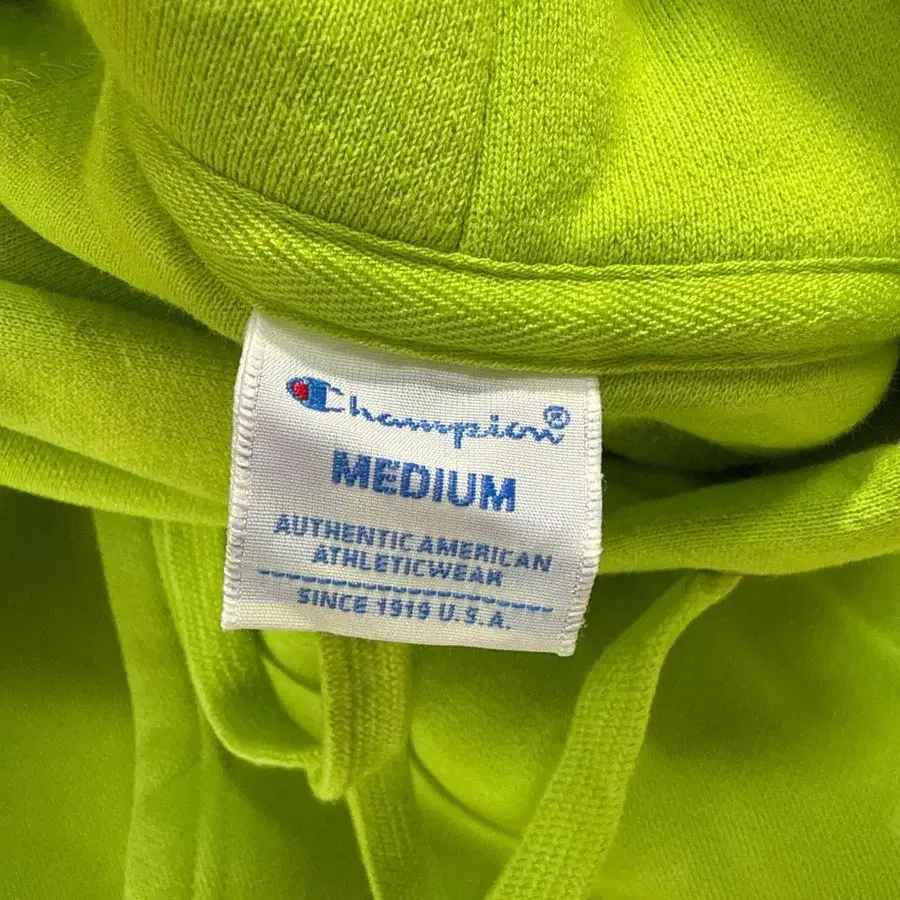 Champion®
MEDIUM
AUTHENTIC AMERICAN
ATHLETICWEAR
SINCE 1919 U.S.A.